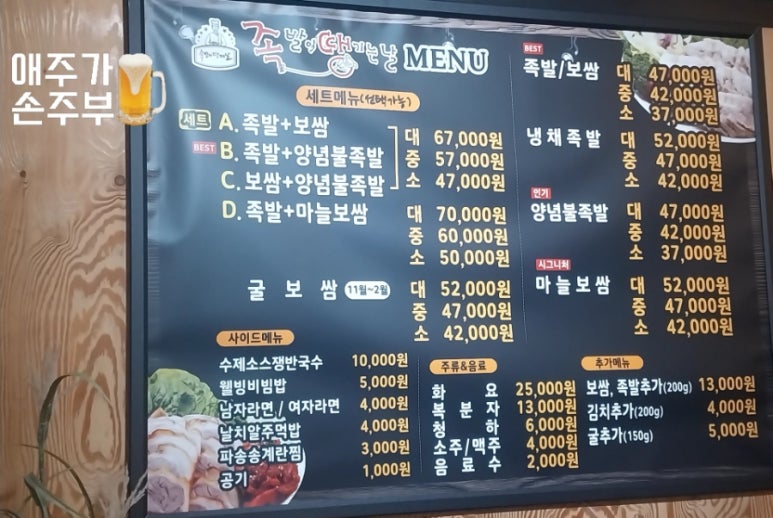 애주가
손주부
족발이 땡기는날 MENU
세트메뉴(선택가능)
세트 A. 족발+보쌈
BEST B. 족발+양념불족발
C. 보쌈+양념불족발
대 67,000원
중 57,000원
소 47,000원
D. 족발+마늘보쌈 대 70,000원
중 60,000원
소 50,000원
굴보쌈 11월~2월 대 52,000원
중 47,000원
소 42,000원
BEST
족발/보쌈 대 47,000원
중 42,000원
소 37,000원
냉채족발 대 52,000원
중 47,000원
소 42,000원
인기
양념불족발 대 47,000원
중 42,000원
소 37,000원
시그니처
마늘보쌈 대 52,000원
중 47,000원
소 42,000원
사이드메뉴
수제소스쟁반국수 10,000원
웰빙비빔밥 5,000원
남자라면 / 여자라면 4,000원
날치알주먹밥 4,000원
파송송계란찜 3,000원
공기 1,000원
주류&음료
화요 25,000원
복분자 13,000원
청하 6,000원
소주/맥주 4,000원
음료수 2,000원
추가메뉴
보쌈, 족발추가(200g) 13,000원
김치추가(200g) 4,000원
굴추가(150g) 5,000원